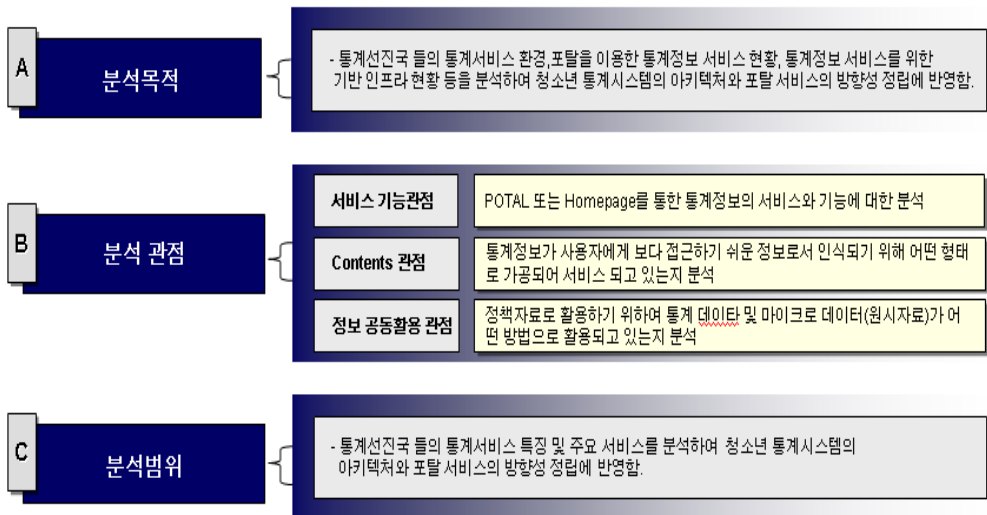 A
분석목적
- 통계선진국 들의 통계서비스 환경,포탈을 이용한 통계정보 서비스 현황, 통계정보 서비스를 위한
기반 인프라 현황 등을 분석하여 청소년 통계시스템의 아키텍처와 포탈 서비스의 방향성 정립에 반영함.
B
분석 관점
서비스 기능관점
POTAL 또는 Homepage를 통한 통계정보의 서비스와 기능에 대한 분석
Contents 관점
통계정보가 사용자에게 보다 접근하기 쉬운 정보로서 인식되기 위해 어떤 형태
로 가공되어 서비스 되고 있는지 분석
정보 공동활용 관점
정책자료로 활용하기 위하여 통계 데이타 및 마이크로 데이터(원시자료)가 어
떤 방법으로 활용되고 있는지 분석
C
분석범위
- 통계선진국 들의 통계서비스 특징 및 주요 서비스를 분석하여 청소년 통계시스템의
아키텍처와 포탈 서비스의 방향성 정립에 반영함.